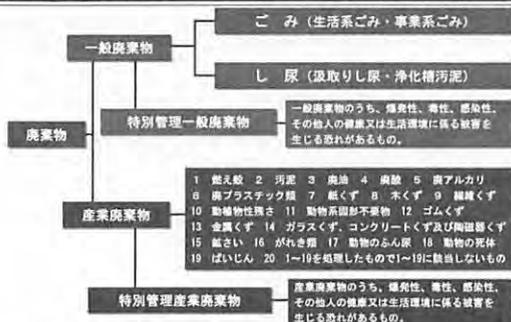 ご み（生活系ごみ・事業系ごみ）
一般廃棄物
し 尿（汲取りし尿・浄化槽汚泥）
特別管理一般廃棄物
一般廃棄物のうち、爆発性、毒性、感染性、
その他人の健康又は生活環境に係る被害を
生じる恐れがあるもの。
廃棄物
産業廃棄物
1 燃え殻 2 汚泥 3 廃油 4 廃酸 5 廃アルカリ
6 廃プラスチック類 7 紙くず 8 木くず 9 繊維くず
10 動植物性残さ 11 動物系固形不要物 12 ゴムくず
13 金属くず 14 ガラスくず、コンクリートくず及び陶磁器くず
15 鉱さい 16 がれき類 17 動物のふん尿 18 動物の死体
19 ばいじん 20 1〜19を処理したもので1〜19に該当しないもの
特別管理産業廃棄物
産業廃棄物のうち、爆発性、毒性、感染性、
その他人の健康又は生活環境に係る被害を
生じる恐れがあるもの。